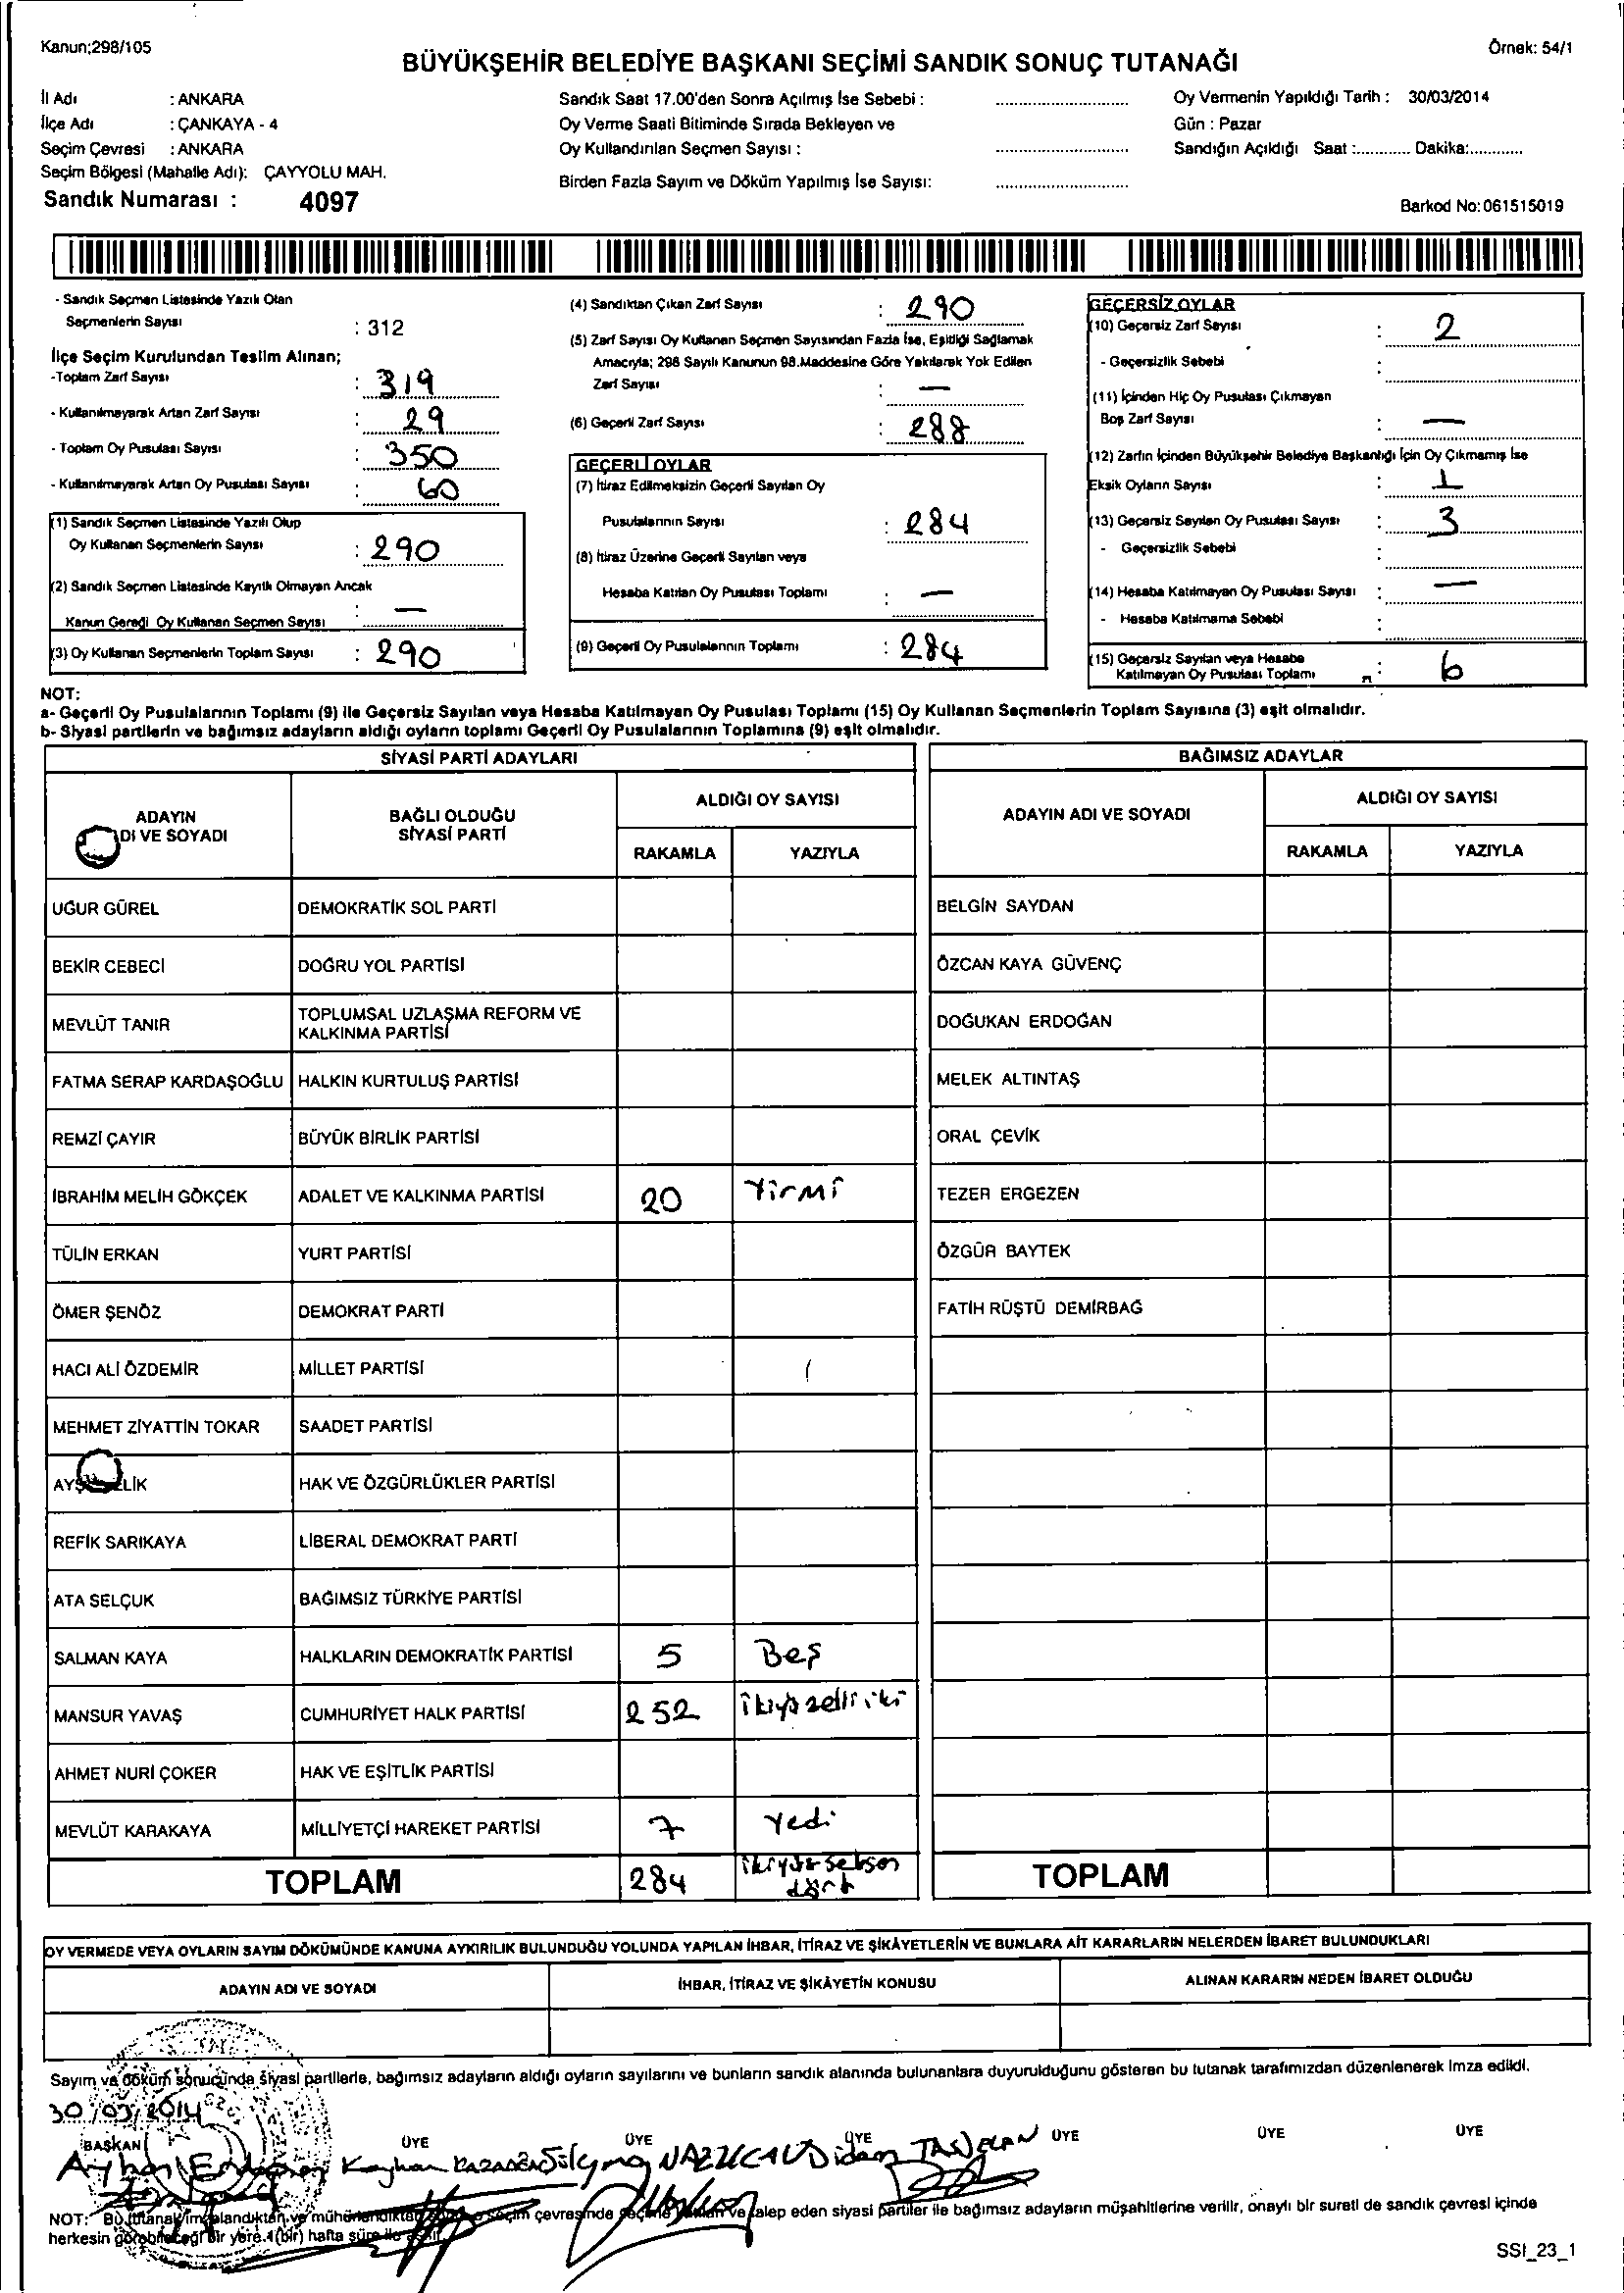 Kanun;298/105
Örnek: 54/1
BÜYÜKŞEHİR BELEDİYE BAŞKANI SEÇİMİ SANDIK SONUÇ TUTANAĞI
İl Adı : ANKARA
İlçe Adı : ÇANKAYA - 4
Seçim Çevresi : ANKARA
Seçim Bölgesi (Mahalle Adı): ÇAYYOLU MAH.
Sandık Numarası : 4097
Sandık Saat 17.00'den Sonra Açılmış İse Sebebi :
Oy Verme Saati Bitiminde Sırada Bekleyen ve
Oy Kullandırılan Seçmen Sayısı :
Birden Fazla Sayım ve Döküm Yapılmış İse Sayısı:
Oy Vermenin Yapıldığı Tarih : 30/03/2014
Gün : Pazar
Sandığın Açıldığı Saat :............ Dakika:............
Barkod No:061515019
- Sandık Seçmen Listesinde Yazılı Olan
Seçmenlerin Sayısı : 312
İlçe Seçim Kurulundan Teslim Alınan;
-Toplam Zarf Sayısı : 319
- Kullanılmayarak Artan Zarf Sayısı : 29
- Toplam Oy Pusulası Sayısı : 350
- Kullanılmayarak Artan Oy Pusulası Sayısı : 60
(1) Sandık Seçmen Listesinde Yazılı Olup
Oy Kullanan Seçmenlerin Sayısı : 290
(2) Sandık Seçmen Listesinde Kayıtlı Olmayan Ancak
Kanun Gereği Oy Kullanan Seçmen Sayısı : —
(3) Oy Kullanan Seçmenlerin Toplam Sayısı : 290
(4) Sandıktan Çıkan Zarf Sayısı : 290
(5) Zarf Sayısı Oy Kullanan Seçmen Sayısından Fazla İse, Eşitliği Sağlamak
Amacıyla; 298 Sayılı Kanunun 98.Maddesine Göre Yakılarak Yok Edilen
Zarf Sayısı : —
(6) Geçerli Zarf Sayısı : 288
GEÇERLİ OYLAR
(7) İtiraz Edilmeksizin Geçerli Sayılan Oy
Pusulalarının Sayısı : 284
(8) İtiraz Üzerine Geçerli Sayılan veya
Hesaba Katılan Oy Pusulası Toplamı : —
(9) Geçerli Oy Pusulalarının Toplamı : 284
GEÇERSİZ OYLAR
(10) Geçersiz Zarf Sayısı : 2
- Geçersizlik Sebebi :
(11) İçinden Hiç Oy Pusulası Çıkmayan
Boş Zarf Sayısı : —
(12) Zarfın İçinden Büyükşehir Belediye Başkanlığı İçin Oy Çıkmamış İse
Eksik Oyların Sayısı : 1
(13) Geçersiz Sayılan Oy Pusulası Sayısı : 3
- Geçersizlik Sebebi :
(14) Hesaba Katılmayan Oy Pusulası Sayısı : —
- Hesaba Katılmama Sebebi :
(15) Geçersiz Sayılan veya Hesaba
Katılmayan Oy Pusulası Toplamı : 6
NOT:
a- Geçerli Oy Pusulalarının Toplamı (9) ile Geçersiz Sayılan veya Hesaba Katılmayan Oy Pusulası Toplamı (15) Oy Kullanan Seçmenlerin Toplam Sayısına (3) eşit olmalıdır.
b- Siyasi partilerin ve bağımsız adayların aldığı oyların toplamı Geçerli Oy Pusulalarının Toplamına (9) eşit olmalıdır.
SİYASİ PARTİ ADAYLARI
ADAYIN
ADI VE SOYADI
BAĞLI OLDUĞU
SİYASİ PARTİ
ALDIĞI OY SAYISI
RAKAMLA YAZIYLA
UĞUR GÜREL DEMOKRATİK SOL PARTİ
BEKİR CEBECİ DOĞRU YOL PARTİSİ
MEVLÜT TANIR TOPLUMSAL UZLAŞMA REFORM VE
KALKINMA PARTİSİ
FATMA SERAP KARDAŞOĞLU HALKIN KURTULUŞ PARTİSİ
REMZİ ÇAYIR BÜYÜK BİRLİK PARTİSİ
İBRAHİM MELİH GÖKÇEK ADALET VE KALKINMA PARTİSİ 20 Yirmi
TÜLİN ERKAN YURT PARTİSİ
ÖMER ŞENÖZ DEMOKRAT PARTİ
HACI ALİ ÖZDEMİR MİLLET PARTİSİ
MEHMET ZİYATTİN TOKAR SAADET PARTİSİ
HAK VE ÖZGÜRLÜKLER PARTİSİ
REFİK SARIKAYA LİBERAL DEMOKRAT PARTİ
ATA SELÇUK BAĞIMSIZ TÜRKİYE PARTİSİ
SALMAN KAYA HALKLARIN DEMOKRATİK PARTİSİ 5 Beş
MANSUR YAVAŞ CUMHURİYET HALK PARTİSİ 252 ikiyüzelli iki
AHMET NURİ ÇOKER HAK VE EŞİTLİK PARTİSİ
MEVLÜT KARAKAYA MİLLİYETÇİ HAREKET PARTİSİ 7 Yedi
TOPLAM 284 ikiyüz seksen
dört
BAĞIMSIZ ADAYLAR
ADAYIN ADI VE SOYADI
ALDIĞI OY SAYISI
RAKAMLA YAZIYLA
BELGİN SAYDAN
ÖZCAN KAYA GÜVENÇ
DOĞUKAN ERDOĞAN
MELEK ALTINTAŞ
ORAL ÇEVİK
TEZER ERGEZEN
ÖZGÜR BAYTEK
FATİH RÜŞTÜ DEMİRBAĞ
TOPLAM
OY VERMEDE VEYA OYLARIN SAYIM DÖKÜMÜNDE KANUNA AYKIRILIK BULUNDUĞU YOLUNDA YAPILAN İHBAR, İTİRAZ VE ŞİKÂYETLERİN VE BUNLARA AİT KARARLARIN NELERDEN İBARET BULUNDUKLARI
ADAYIN ADI VE SOYADI İHBAR, İTİRAZ VE ŞİKÂYETİN KONUSU ALINAN KARARIN NEDEN İBARET OLDUĞU
Sayım ve döküm sonucunda siyasi partilerle, bağımsız adayların aldığı oyların sayılarını ve bunların sandık alanında bulunanlara duyurulduğunu gösteren bu tutanak tarafımızdan düzenlenerek imza edildi.
30/03/2014
BAŞKAN ÜYE ÜYE ÜYE ÜYE ÜYE ÜYE
Ayhan Kayhan Didem
NOT: Bu tutanak imzalandıktan ve mühürlendikten sonra seçim çevresinde seçime katılan ve talep eden siyasi partiler ile bağımsız adayların müşahitlerine verilir, onaylı bir sureti de sandık çevresi içinde
herkesin görebileceği bir yere 1 (bir) hafta süre ile asılır.
SSI_23_1